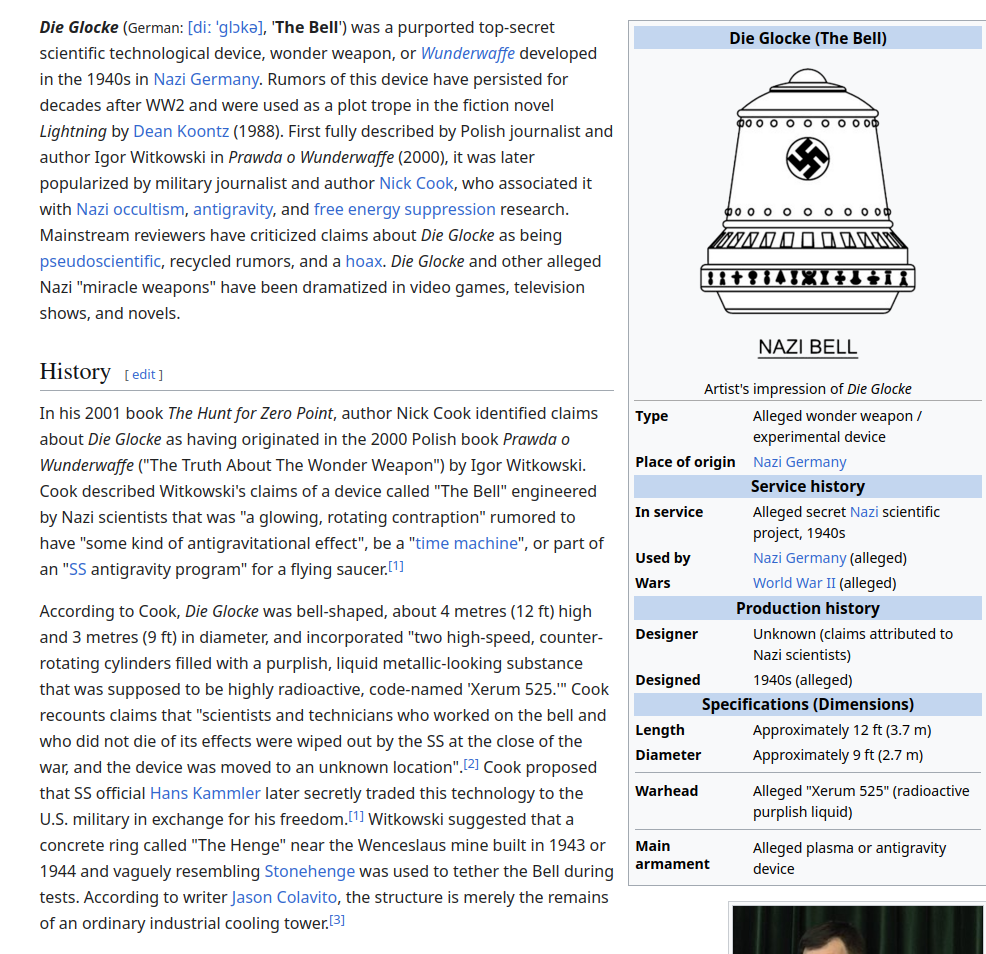 Die Glocke (German: [diː ˈɡlɔkə], 'The Bell') was a purported top-secret
scientific technological device, wonder weapon, or Wunderwaffe developed
in the 1940s in Nazi Germany. Rumors of this device have persisted for
decades after WW2 and were used as a plot trope in the fiction novel
Lightning by Dean Koontz (1988). First fully described by Polish journalist and
author Igor Witkowski in Prawda o Wunderwaffe (2000), it was later
popularized by military journalist and author Nick Cook, who associated it
with Nazi occultism, antigravity, and free energy suppression research.
Mainstream reviewers have criticized claims about Die Glocke as being
pseudoscientific, recycled rumors, and a hoax. Die Glocke and other alleged
Nazi "miracle weapons" have been dramatized in video games, television
shows, and novels.
History [ edit ]
In his 2001 book The Hunt for Zero Point, author Nick Cook identified claims
about Die Glocke as having originated in the 2000 Polish book Prawda o
Wunderwaffe ("The Truth About The Wonder Weapon") by Igor Witkowski.
Cook described Witkowski's claims of a device called "The Bell" engineered
by Nazi scientists that was "a glowing, rotating contraption" rumored to
have "some kind of antigravitational effect", be a "time machine", or part of
an "SS antigravity program" for a flying saucer.[1]
According to Cook, Die Glocke was bell-shaped, about 4 metres (12 ft) high
and 3 metres (9 ft) in diameter, and incorporated "two high-speed, counter-
rotating cylinders filled with a purplish, liquid metallic-looking substance
that was supposed to be highly radioactive, code-named 'Xerum 525.'" Cook
recounts claims that "scientists and technicians who worked on the bell and
who did not die of its effects were wiped out by the SS at the close of the
war, and the device was moved to an unknown location".[2] Cook proposed
that SS official Hans Kammler later secretly traded this technology to the
U.S. military in exchange for his freedom.[1] Witkowski suggested that a
concrete ring called "The Henge" near the Wenceslaus mine built in 1943 or
1944 and vaguely resembling Stonehenge was used to tether the Bell during
tests. According to writer Jason Colavito, the structure is merely the remains
of an ordinary industrial cooling tower.[3]
Die Glocke (The Bell)
NAZI BELL
Artist's impression of Die Glocke
Type Alleged wonder weapon /
experimental device
Place of origin Nazi Germany
Service history
In service Alleged secret Nazi scientific
project, 1940s
Used by Nazi Germany (alleged)
Wars World War II (alleged)
Production history
Designer Unknown (claims attributed to
Nazi scientists)
Designed 1940s (alleged)
Specifications (Dimensions)
Length Approximately 12 ft (3.7 m)
Diameter Approximately 9 ft (2.7 m)
Warhead Alleged "Xerum 525" (radioactive
purplish liquid)
Main armament Alleged plasma or antigravity
device